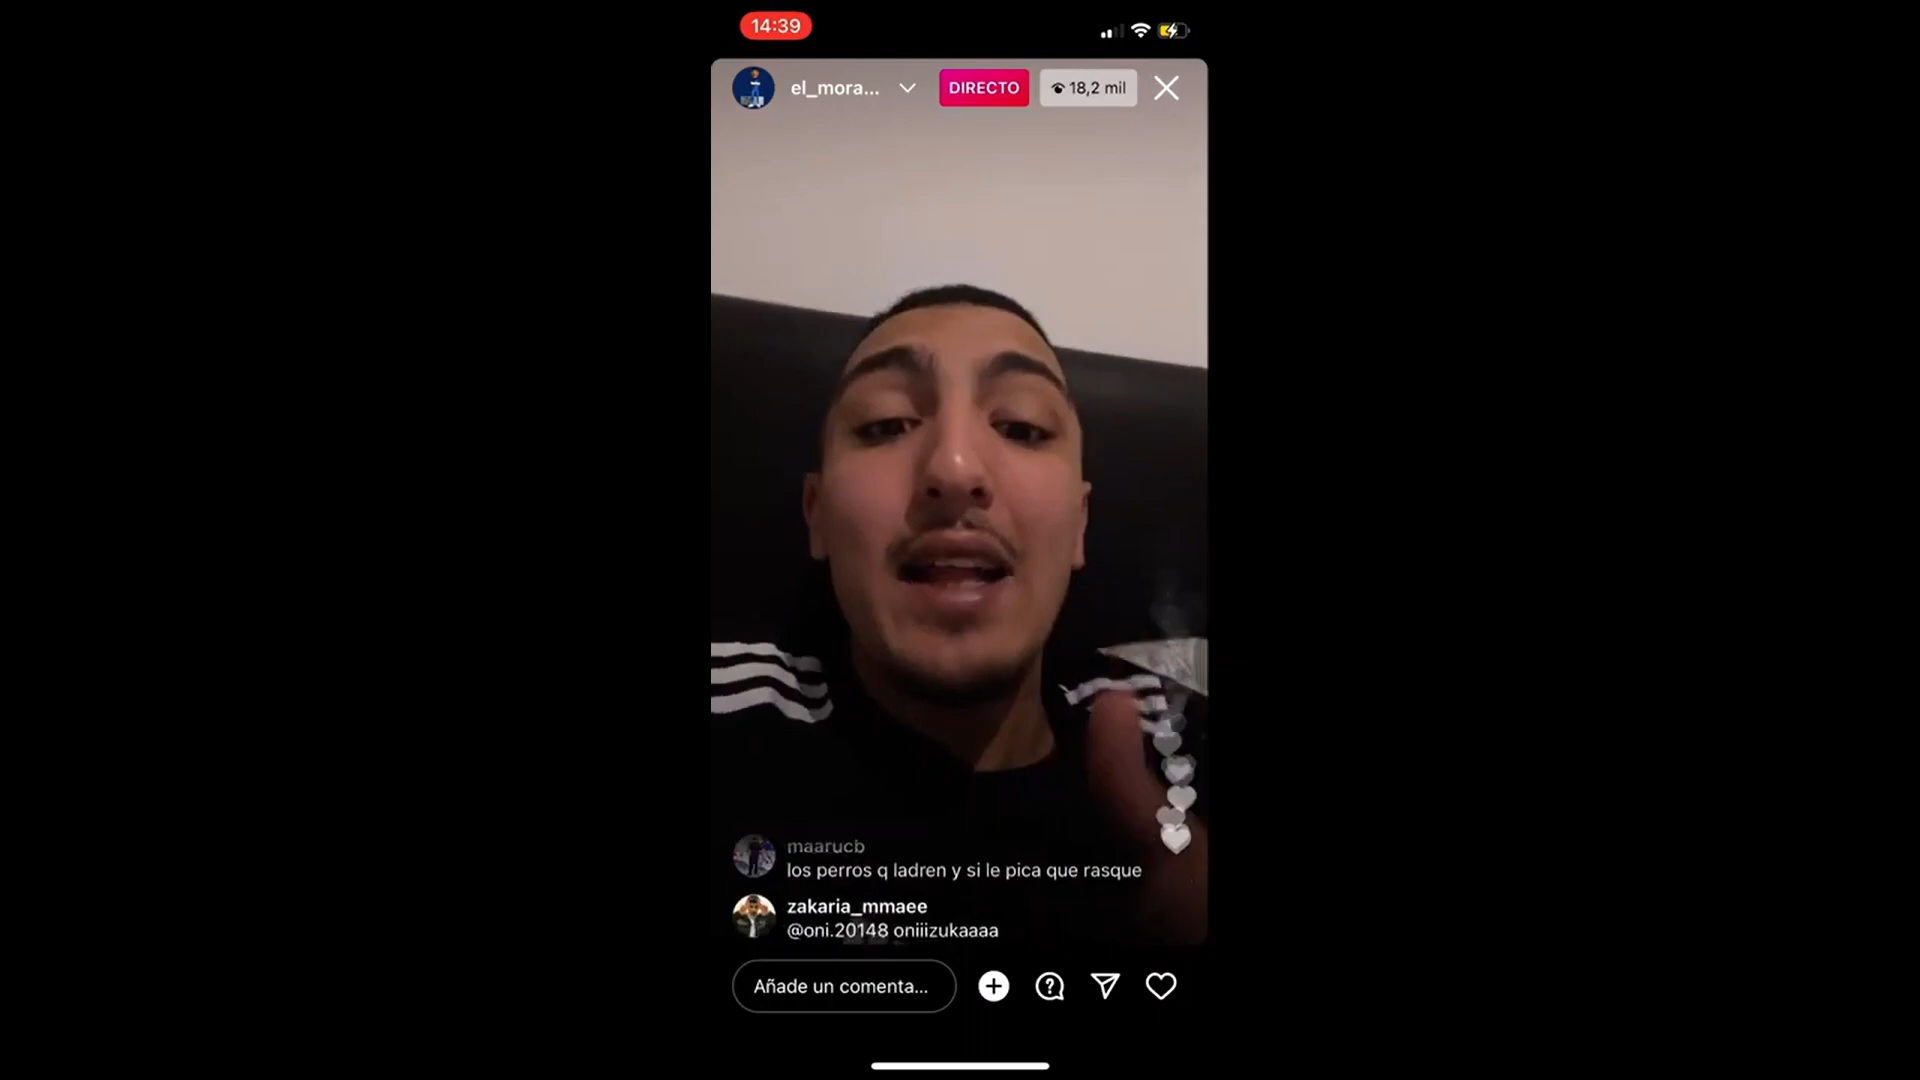 14:39
el_mora...
DIRECTO
18,2 mil
maarucb
los perros q ladren y si le pica que rasque
zakaria_mmaee
@oni.20148 oniiizukaaaa
Añade un comenta...